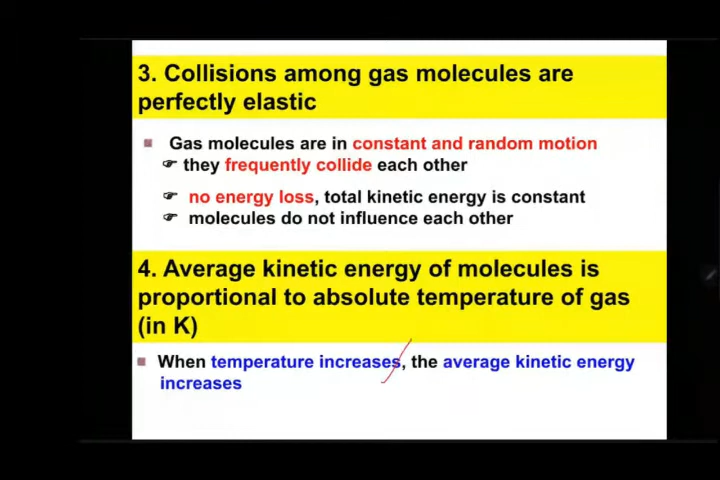 3. Collisions among gas molecules are
perfectly elastic
Gas molecules are in constant and random motion
they frequently collide each other
no energy loss, total kinetic energy is constant
molecules do not influence each other
4. Average kinetic energy of molecules is
proportional to absolute temperature of gas
(in K)
When temperature increases, the average kinetic energy
increases